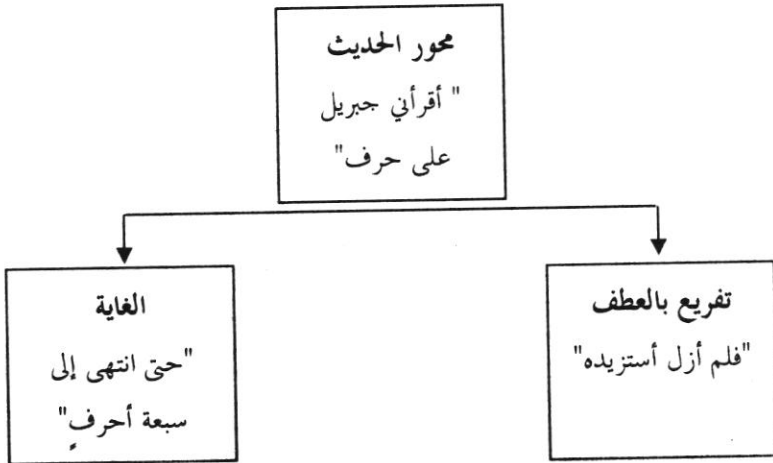 محور الحديث
" أقرأني جبريل
على حرف"
تفريع بالعطف
"فلم أزل أستزيده"
الغاية
"حتى انتهى إلى
سبعة أحرفٍ"